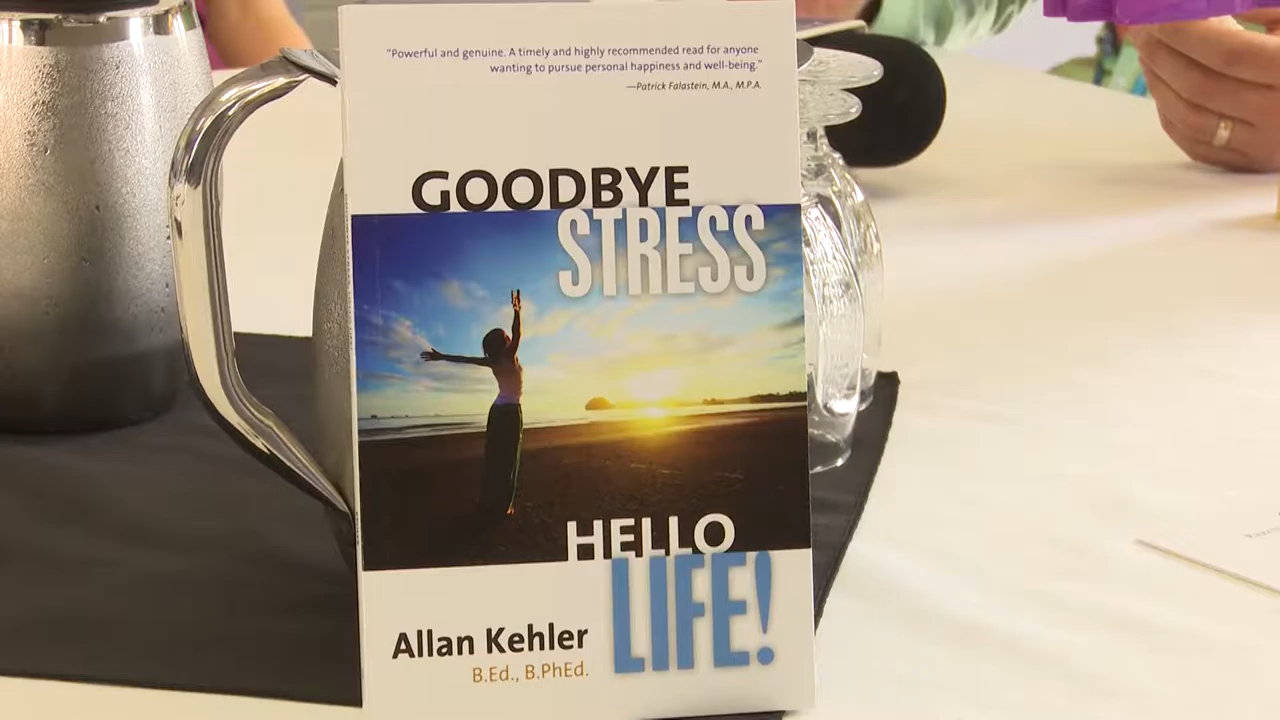 "Powerful and genuine. A timely and highly recommended read for anyone
wanting to pursue personal happiness and well-being."
—Patrick Falastein, M.A., M.P.A.
GOODBYE
STRESS
HELLO
LIFE!
Allan Kehler
B.Ed., B.PhEd.